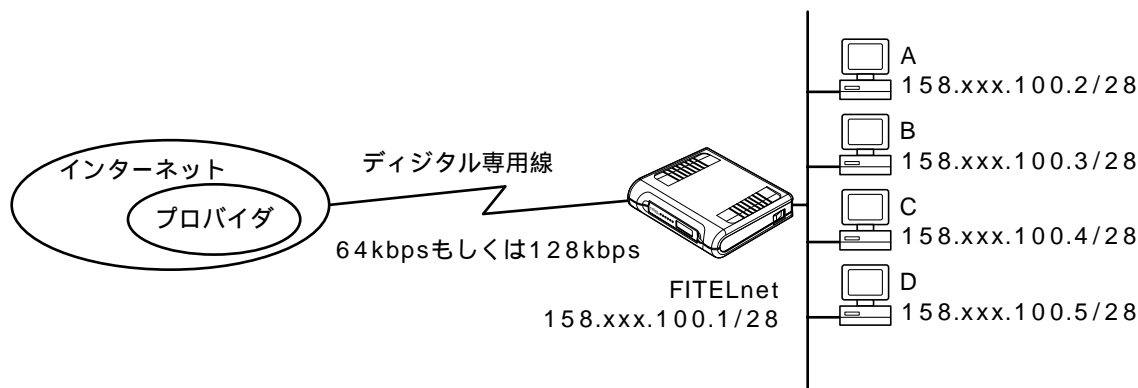 インターネット
プロバイダ
ディジタル専用線
64kbpsもしくは128kbps
FITELnet
158.xxx.100.1/28
A
158.xxx.100.2/28
B
158.xxx.100.3/28
C
158.xxx.100.4/28
D
158.xxx.100.5/28